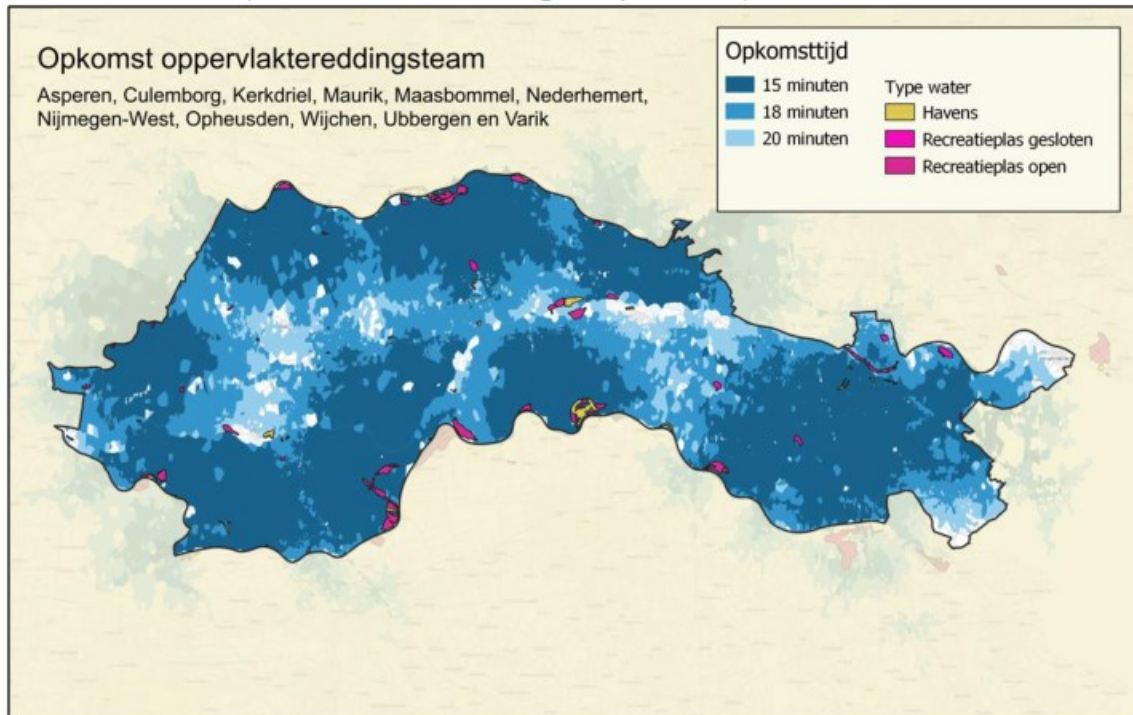 Opkomst oppervlaktereddingsteam
Asperen, Culemborg, Kerkdriel, Maurik, Maasbommel, Nederhemert,
Nijmegen-West, Opheusden, Wijchen, Ubbergen en Varik
Opkomsttijd
15 minuten
18 minuten
20 minuten
Type water
Havens
Recreatieplas gesloten
Recreatieplas open